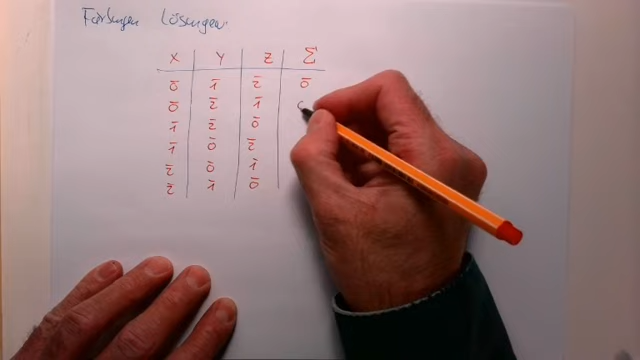 Färbungen Lösungen:
X Y Z Σ
0̄ 1̄ 2̄ 0̄
0̄ 2̄ 1̄
1̄ 2̄ 0̄
1̄ 0̄ 2̄
2̄ 0̄ 1̄
2̄ 1̄ 0̄